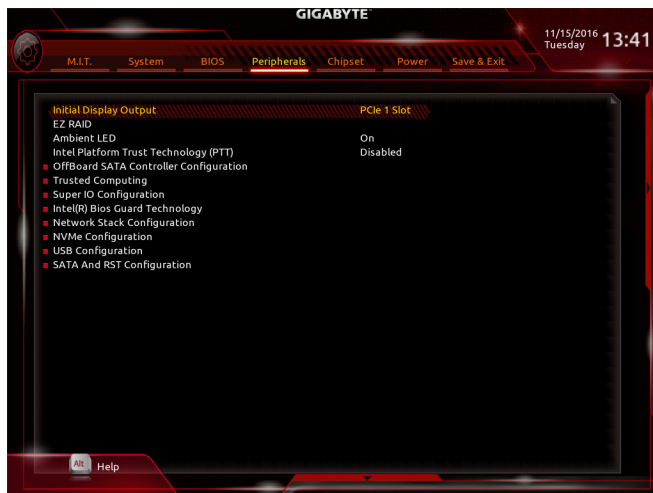 GIGABYTE™
11/15/2016 13:41
Tuesday
M.I.T. System BIOS Peripherals Chipset Power Save & Exit
Initial Display Output PCIe 1 Slot
EZ RAID
Ambient LED On
Intel Platform Trust Technology (PTT) Disabled
OffBoard SATA Controller Configuration
Trusted Computing
Super IO Configuration
Intel(R) Bios Guard Technology
Network Stack Configuration
NVMe Configuration
USB Configuration
SATA And RST Configuration
Alt Help